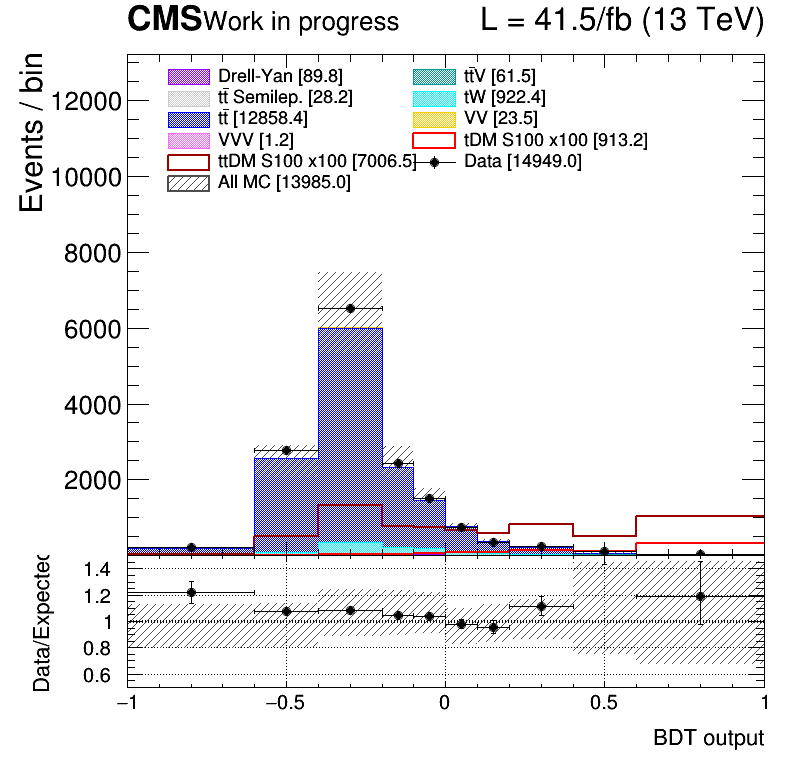 CMS Work in progress L = 41.5/fb (13 TeV)
Events / bin
Drell-Yan [89.8] tt̄V [61.5]
tt̄ Semilep. [28.2] tW [922.4]
tt̄ [12858.4] VV [23.5]
VVV [1.2] tDM S100 x100 [913.2]
ttDM S100 x100 [7006.5] Data [14949.0]
All MC [13985.0]
12000
10000
8000
6000
4000
2000
Data/Expected
1.4
1.2
1
0.8
0.6
−1 −0.5 0 0.5 1
BDT output